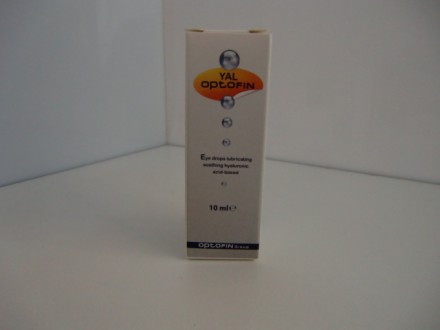 YAL
OPTOFIN
Eye drops lubricating
soothing hyaluronic
acid-based
10 ml℮
OPTOFIN